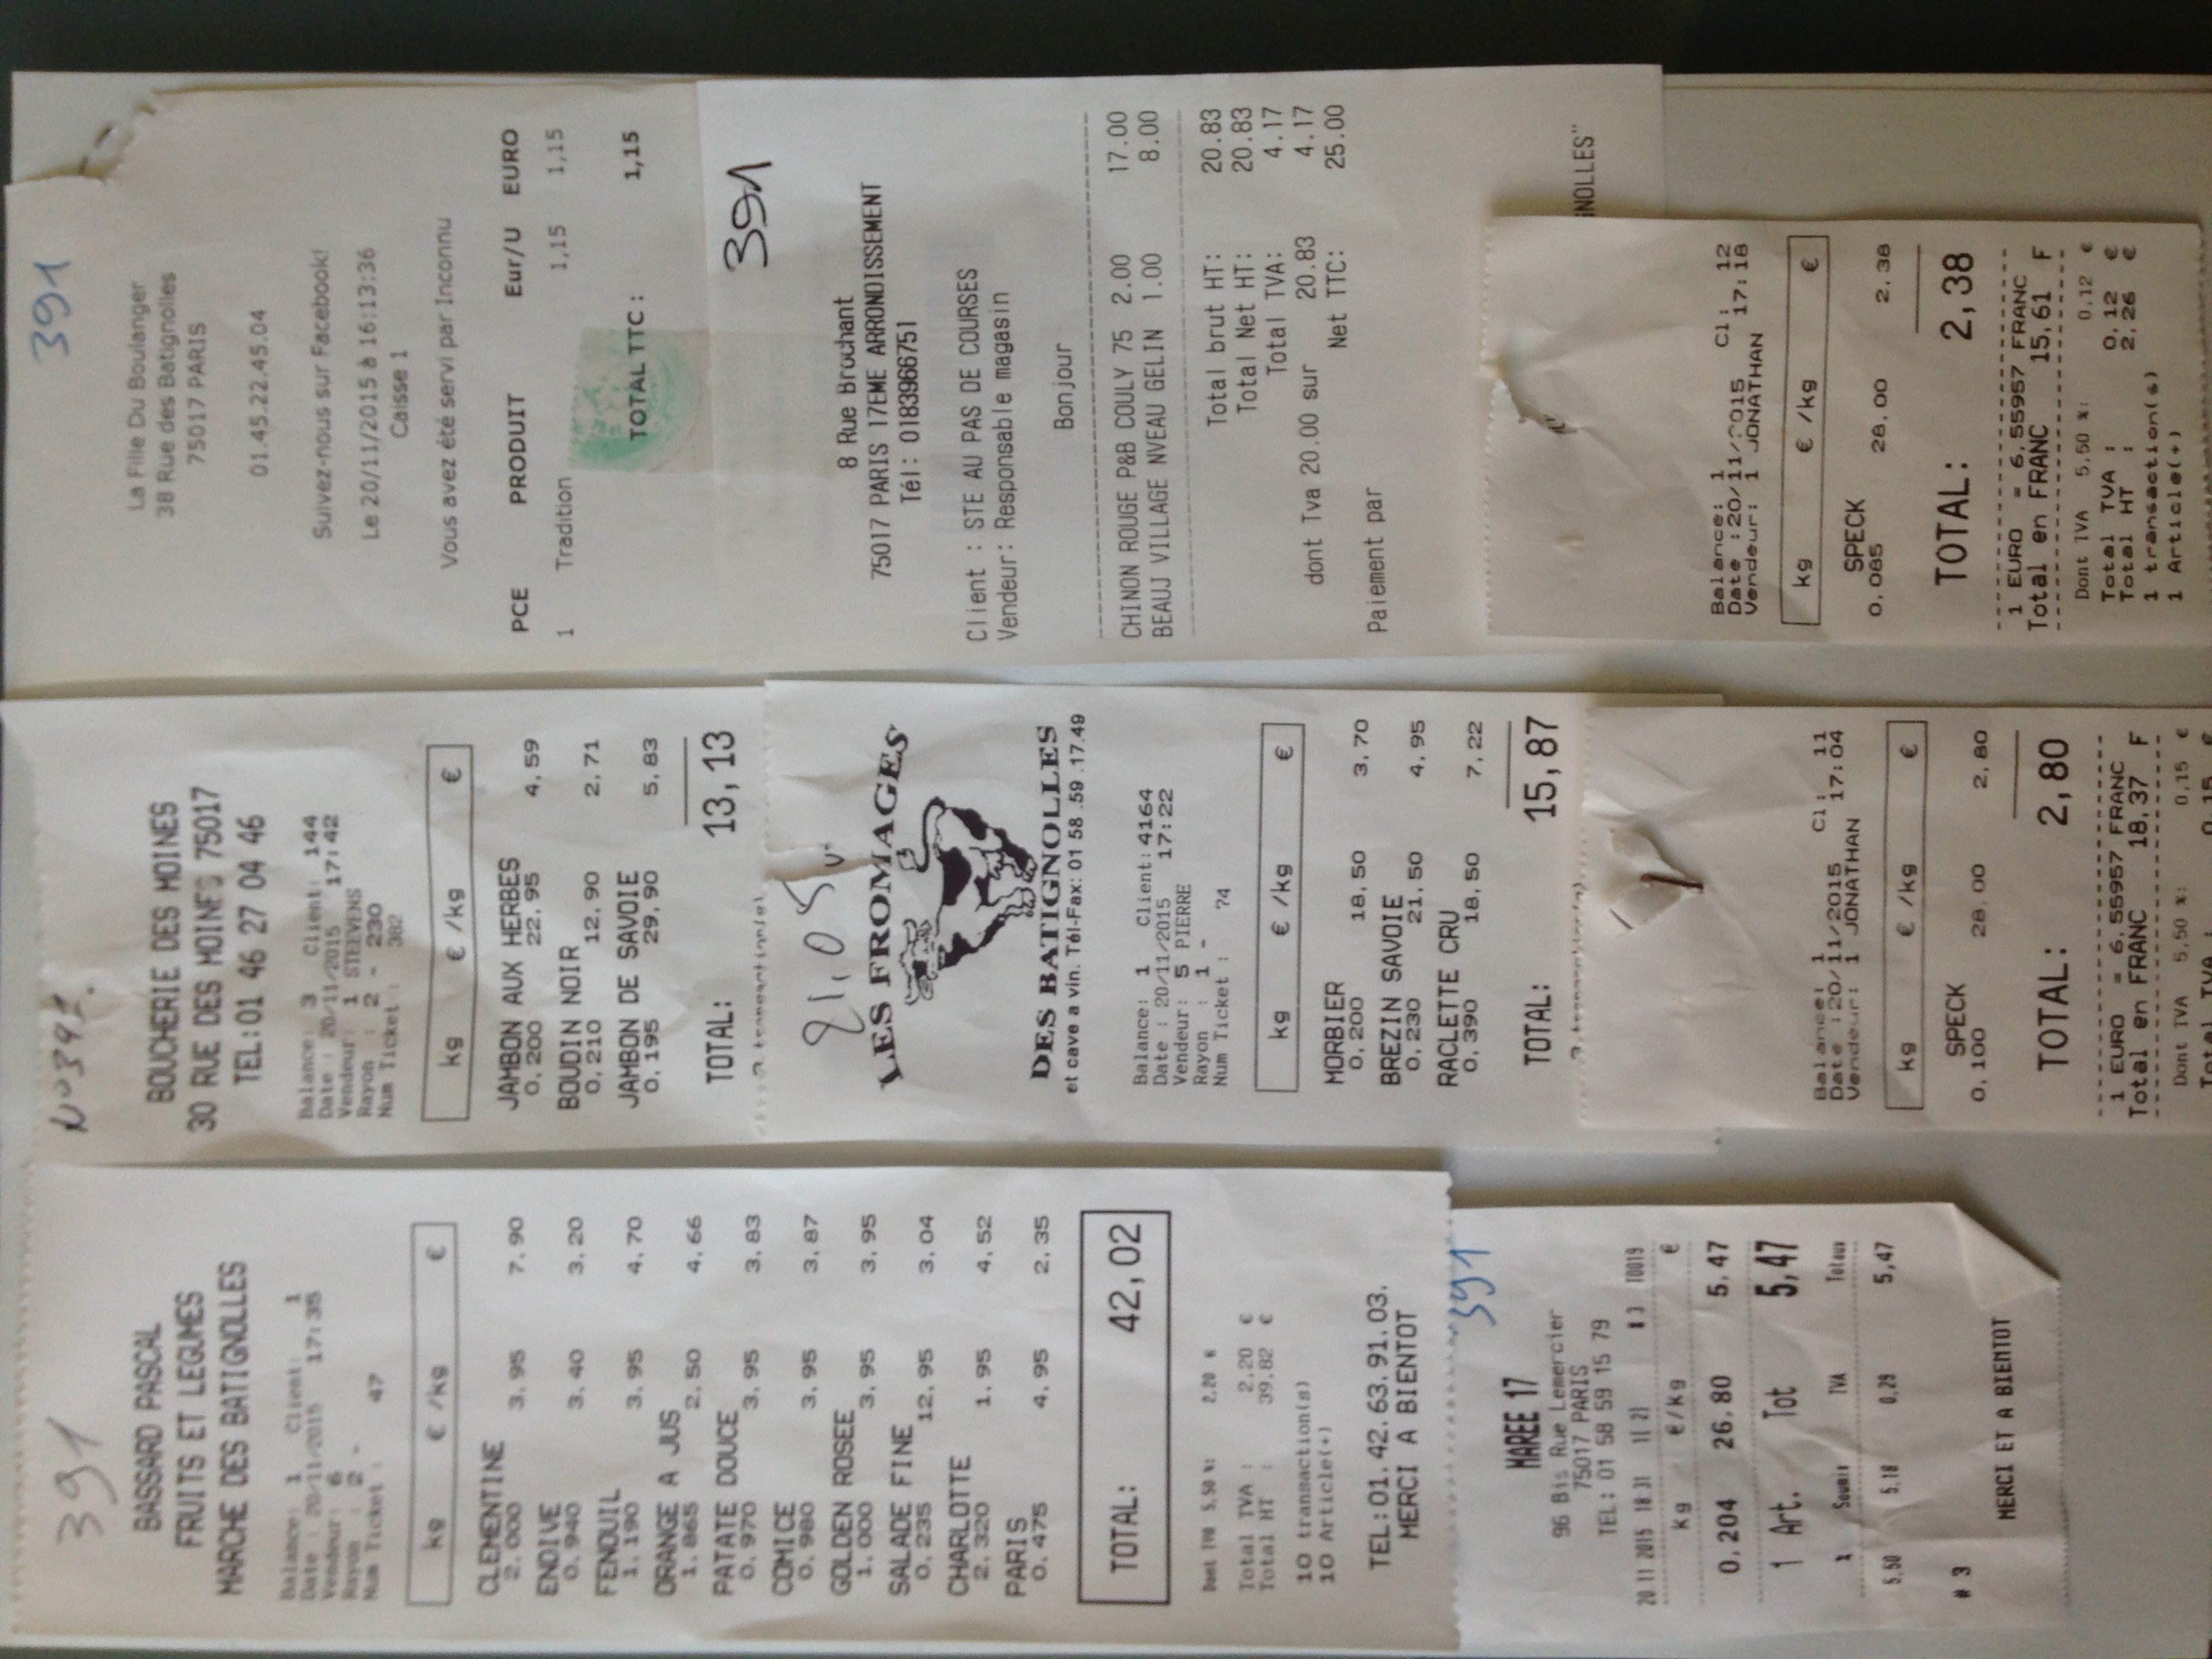 391
BASSARD PASCAL
FRUITS ET LEGUMES
MARCHE DES BATIGNOLLES
Balance: 1 Client: 1
Date : 20/11/2015 17:35
Vendeur: 6
Rayon : 2 -
Num Ticket : 47
kg € /kg €
CLEMENTINE
2.000 3.95 7.90
ENDIVE
0.940 3.40 3.20
FENOUIL
1.190 3.95 4.70
ORANGE A JUS
1.865 2.50 4.66
PATATE DOUCE
0.970 3.95 3.83
COMICE
0.980 3.95 3.87
GOLDEN ROSEE
1.000 3.95 3.95
SALADE FINE
0.235 12.95 3.04
CHARLOTTE
2.320 1.95 4.52
PARIS
0.475 4.95 2.35
TOTAL: 42,02
Dont TVA 5,50 %: 2,20 €
Total TVA : 2,20 €
Total HT : 39,82 €
10 transaction(s)
10 Article(+)
TEL:01.42.63.91.03.
MERCI A BIENTOT
391
MAREE 17
96 Bis Rue Lemercier
75017 PARIS
TEL: 01 58 59 15 79
20 11 2015 18:31 1( 2) #3 10019
kg €/kg €
0,204 26,80 5,47
1 Art. Tot 5,47
% Soumis TVA Totaux
5,50 5,18 0,29 5,47
# 3
MERCI ET A BIENTOT
N°391.
BOUCHERIE DES MOINES
30 RUE DES MOINES 75017
TEL:01 46 27 04 46
Balance: 3 Client: 144
Date : 20/11/2015 17:42
Vendeur: 1 STEEVENS
Rayon : 2 - 230
Num Ticket : 382
kg € /kg €
JAMBON AUX HERBES
0,200 22,95 4,59
BOUDIN NOIR
0,210 12,90 2,71
JAMBON DE SAVOIE
0,195 29,90 5,83
TOTAL: 13,13
transaction(s)
21,05
LES FROMAGES
DES BATIGNOLLES
et cave a vin. Tél-Fax: 01 58 .59 .17.49
Balance: 1 Client:4164
Date : 20/11/2015 17:22
Vendeur: 5 PIERRE
Rayon : 1 -
Num Ticket : 74
kg € /kg €
MORBIER
0,200 18,50 3,70
BREZIN SAVOIE
0,230 21,50 4,95
RACLETTE CRU
0,390 18,50 7,22
TOTAL: 15,87
transaction(s)
Balance: 1 Cl: 11
Date :20/11/2015 17:04
Vendeur: 1 JONATHAN
kg € /kg €
SPECK
0,100 28,00 2,80
TOTAL: 2,80
1 EURO = 6,55957 FRANC
Total en FRANC 18,37 F
Dont TVA 5,50 %: 0,15 €
Total TVA : 0,15 €
391
La Fille Du Boulanger
38 Rue des Batignolles
75017 PARIS
01.45.22.45.04
Suivez-nous sur Facebook!
Le 20/11/2015 à 16:13:36
Caisse 1
Vous avez été servi par Inconnu
PCE PRODUIT Eur/U EURO
1 Tradition 1,15 1,15
TOTAL TTC : 1,15
391
8 Rue Brochant
75017 PARIS 17EME ARRONDISSEMENT
Tél: 0183966751
Client : STE AU PAS DE COURSES
Vendeur: Responsable magasin
Bonjour
CHINON ROUGE P&B COULY 75 2.00 17.00
BEAUJ VILLAGE NVEAU GELIN 1.00 8.00
Total brut HT: 20.83
Total Net HT: 20.83
Total TVA: 4.17
dont Tva 20.00 sur 20.83 4.17
Net TTC: 25.00
Paiement par
NOLLES"
Balance: 1 Cl: 12
Date :20/11/2015 17:18
Vendeur: 1 JONATHAN
kg € /kg €
SPECK
0,085 28,00 2,38
TOTAL: 2,38
1 EURO = 6,55957 FRANC
Total en FRANC 15,61 F
Dont TVA 5,50 %: 0,12 €
Total TVA : 0,12 €
Total HT : 2,26 €
1 transaction(s)
1 Article(+)